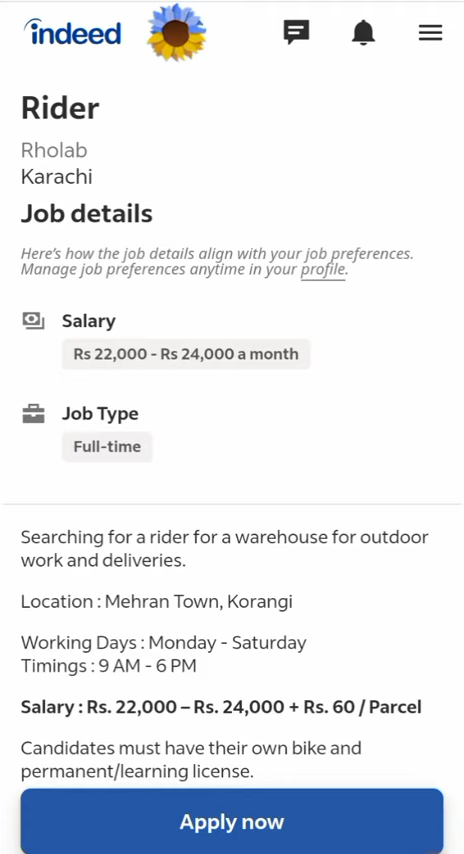 indeed
Rider
Rholab
Karachi
Job details
Here's how the job details align with your job preferences.
Manage job preferences anytime in your profile.
Salary
Rs 22,000 - Rs 24,000 a month
Job Type
Full-time
Searching for a rider for a warehouse for outdoor
work and deliveries.
Location : Mehran Town, Korangi
Working Days : Monday - Saturday
Timings : 9 AM - 6 PM
Salary : Rs. 22,000 – Rs. 24,000 + Rs. 60 / Parcel
Candidates must have their own bike and
permanent/learning license.
Apply now